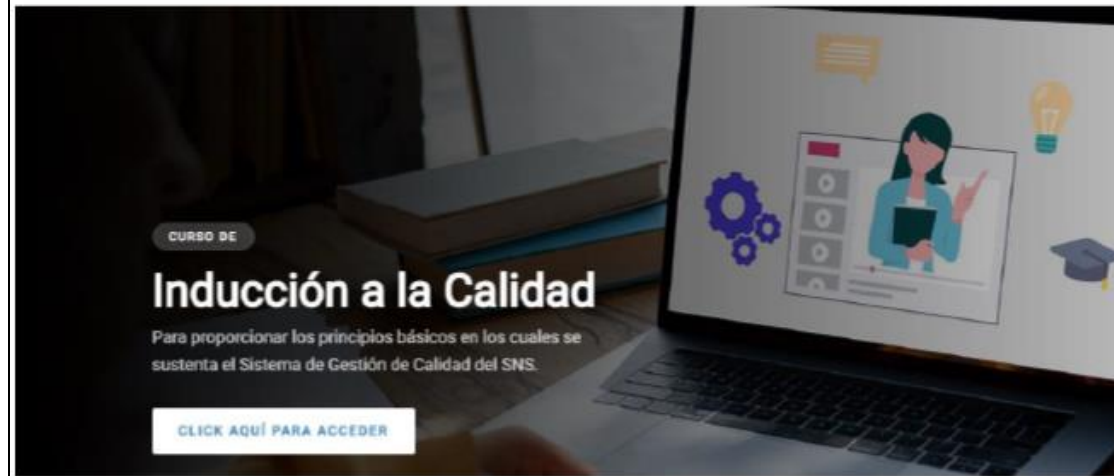 CURSO DE
Inducción a la Calidad
Para proporcionar los principios básicos en los cuales se
sustenta el Sistema de Gestión de Calidad del SNS.
CLICK AQUÍ PARA ACCEDER